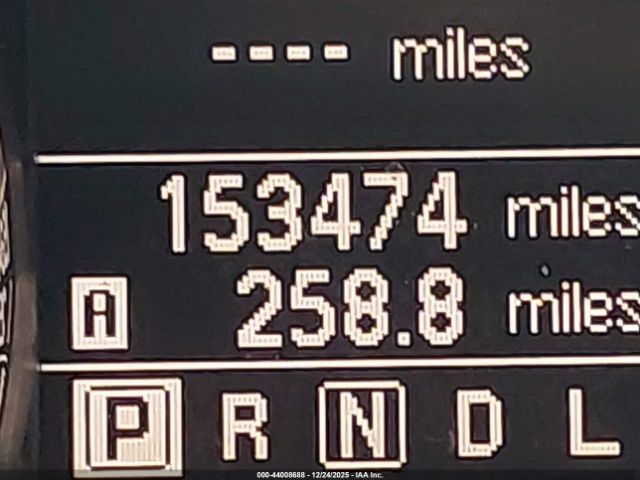 ---- miles
153474 miles
A 258.8 miles
P R N D L
000-44008688 - 12/24/2025 - IAA Inc.